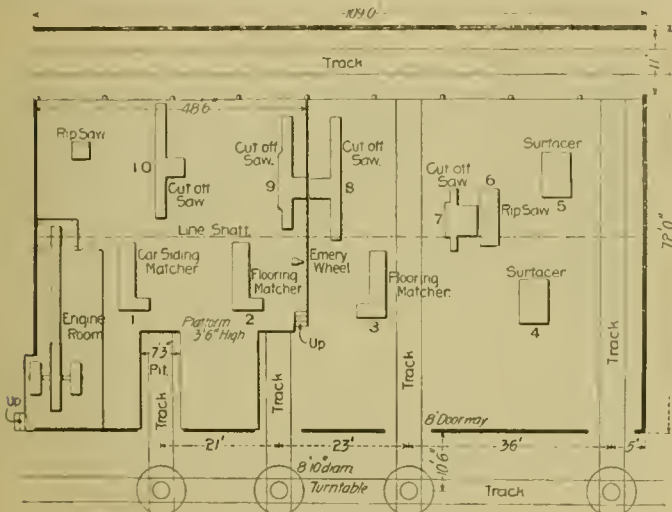 109'0"
Track
11'
48'6"
Rip Saw
10
Cut off
Saw
Cut off
Saw.
9
Cut off
Saw.
8
Surfacer
5
Cut off
Saw
7
6
Rip Saw
72'0"
Line Shaft
Car Siding
Matcher
1
Flooring
Matcher
2
Emery
Wheel
Flooring
Matcher.
3
Surfacer
4
Engine
Room
Platform
3'6" High
Up
7'3"
Pit
Up
Track
Track
Track
Track
8' Doorway
21'
23'
36'
5'
10'6"
8'10" diam.
Turntable
Track